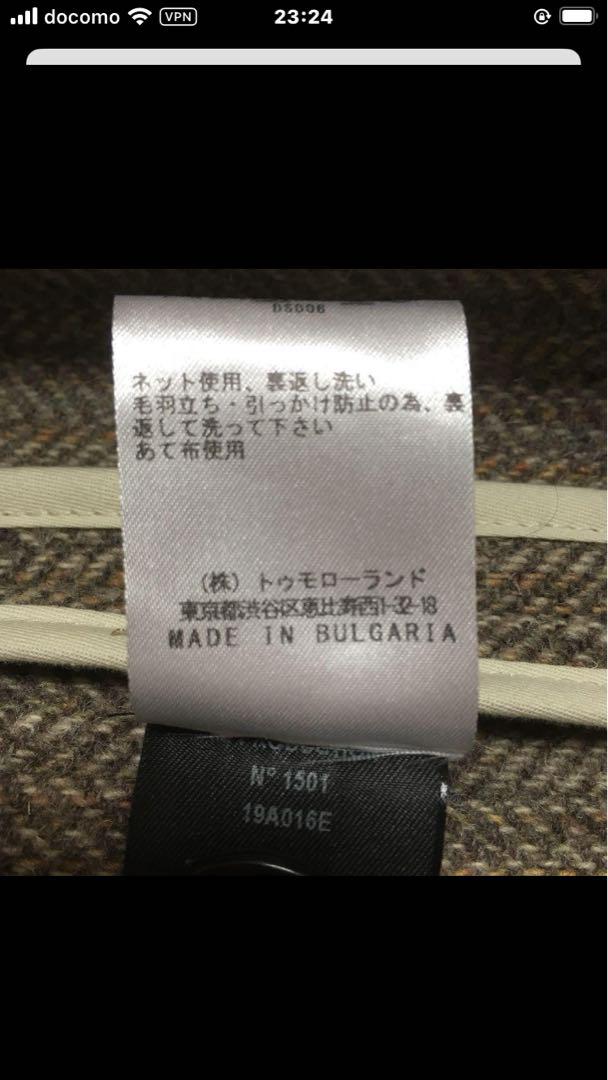 docomo VPN 23:24
DS006
ネット使用、裏返し洗い
毛羽立ち・引っかけ防止の為、裏
返して洗って下さい
あて布使用
(株) トゥモローランド
東京都渋谷区恵比寿西1-32-18
MADE IN BULGARIA
N° 1501
19A016E